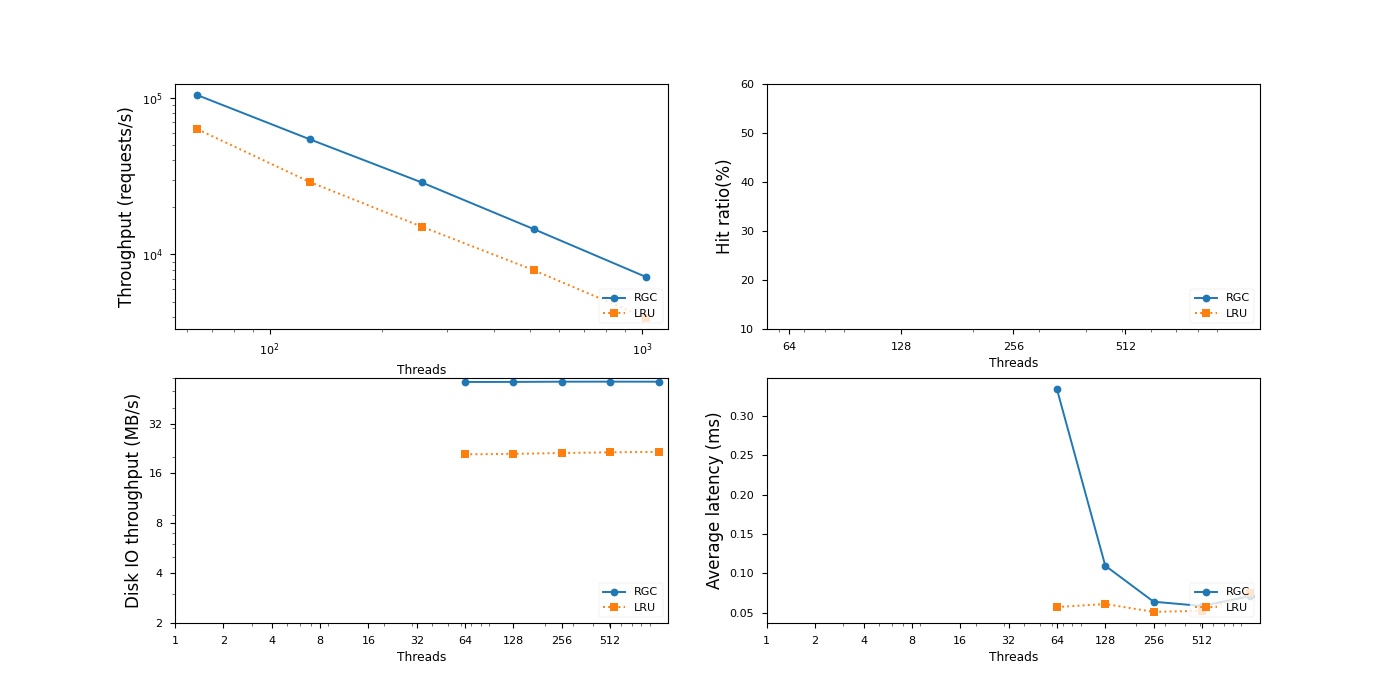 Throughput (requests/s)
10^5
10^4
10^2
10^3
Threads
RGC
LRU
Hit ratio(%)
60
50
40
30
20
10
64
128
256
512
Threads
RGC
LRU
Disk IO throughput (MB/s)
32
16
8
4
2
1
2
4
8
16
32
64
128
256
512
Threads
RGC
LRU
Average latency (ms)
0.30
0.25
0.20
0.15
0.10
0.05
1
2
4
8
16
32
64
128
256
512
Threads
RGC
LRU